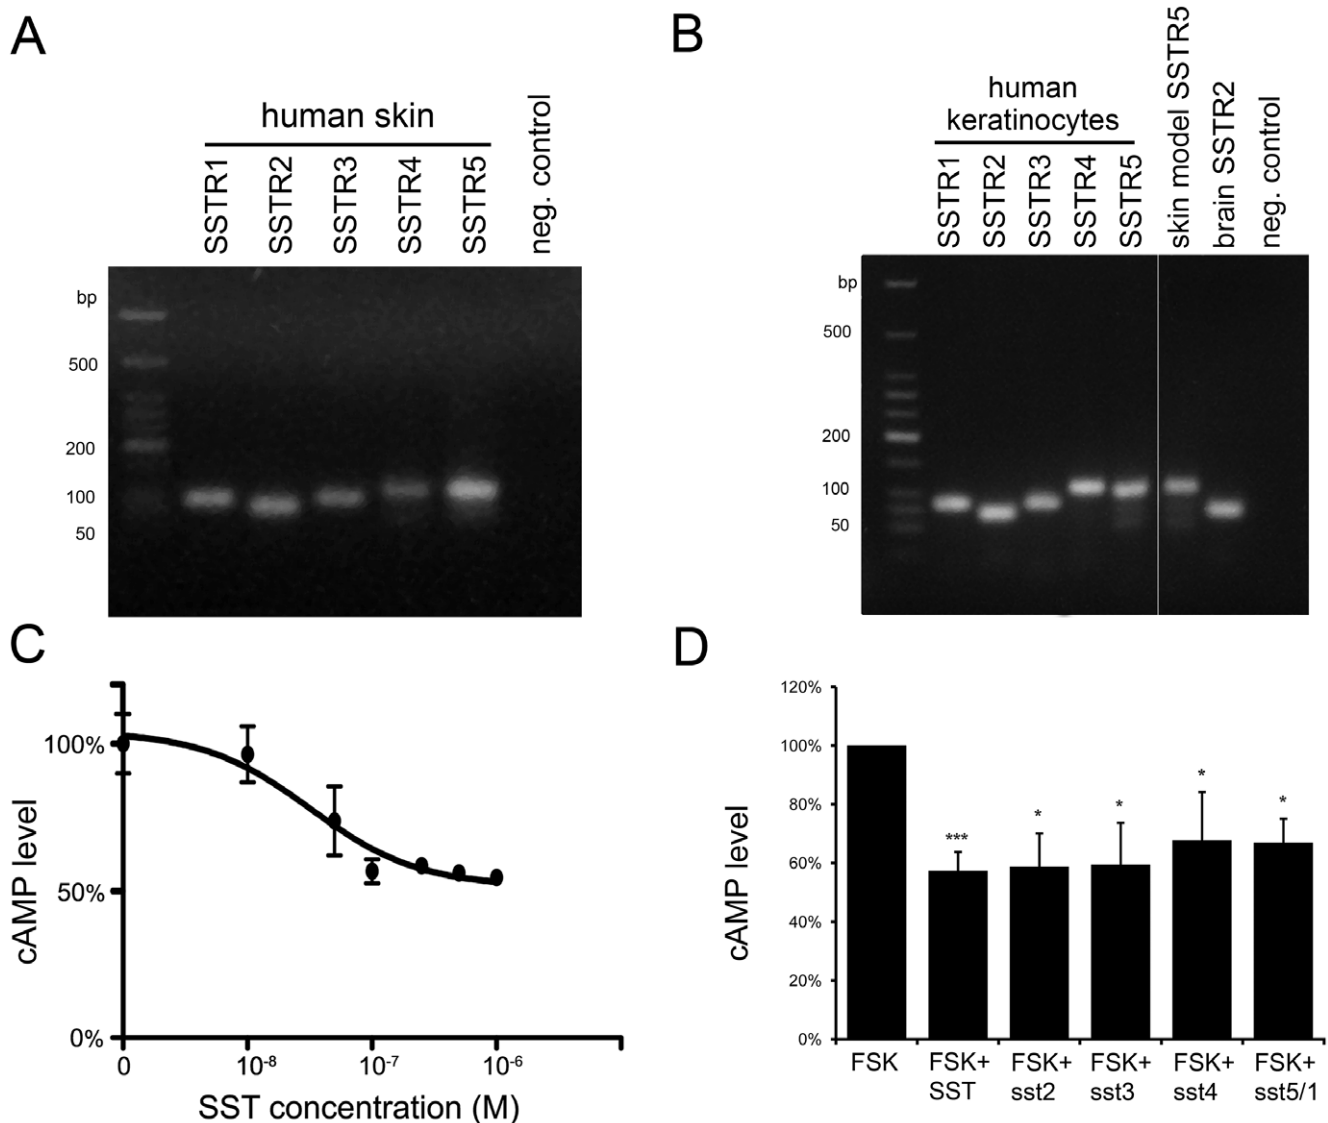 A
human skin
SSTR1
SSTR2
SSTR3
SSTR4
SSTR5
neg. control
bp
500
200
100
50
B
human
keratinocytes
SSTR1
SSTR2
SSTR3
SSTR4
SSTR5
skin model SSTR5
brain SSTR2
neg. control
bp
500
200
100
50
C
cAMP level
100%
50%
0%
0
10-8
10-7
10-6
SST concentration (M)
D
cAMP level
120%
100%
80%
60%
40%
20%
0%
***
*
*
*
*
FSK
FSK+
SST
FSK+
sst2
FSK+
sst3
FSK+
sst4
FSK+
sst5/1